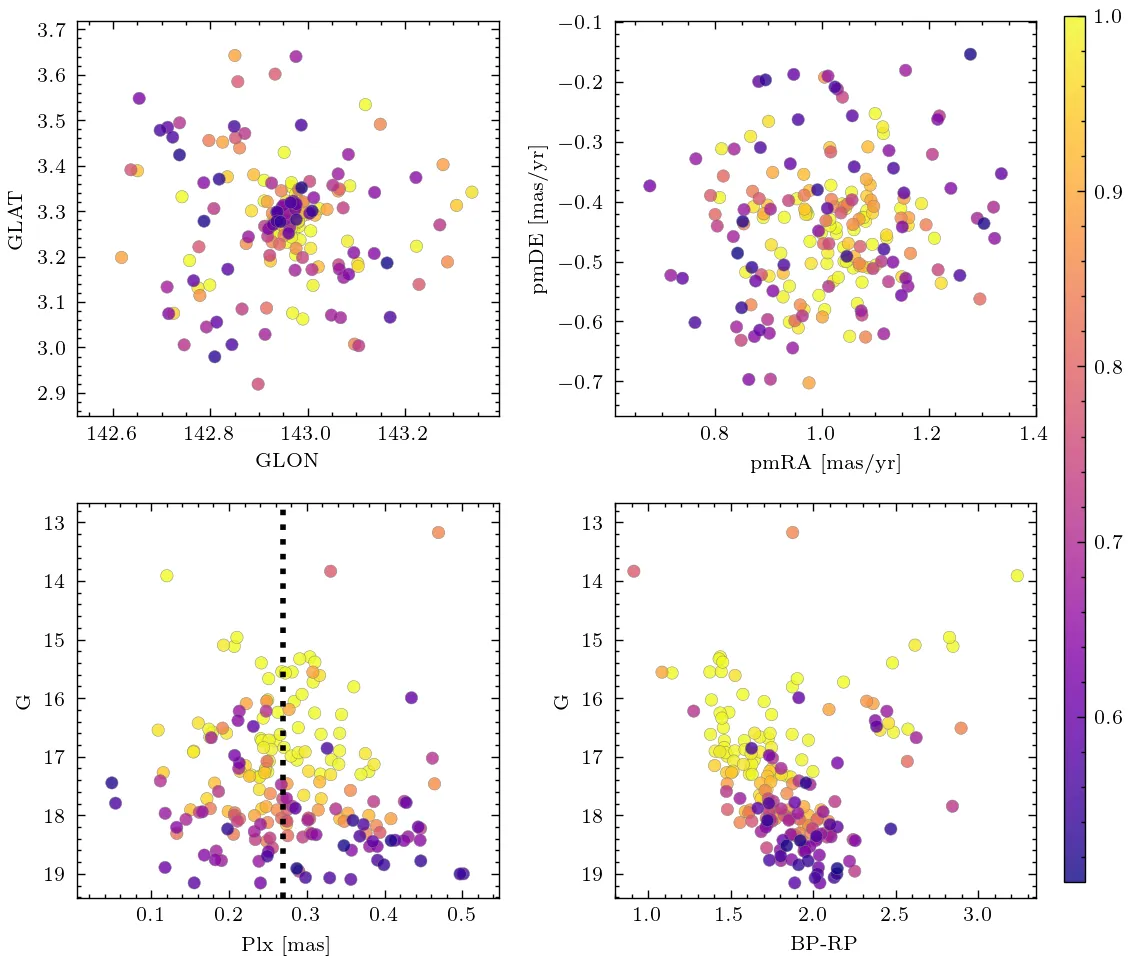 3.7
3.6
3.5
3.4
3.3
3.2
3.1
3.0
2.9
GLAT
142.6 142.8 143.0 143.2
GLON
−0.1
−0.2
−0.3
−0.4
−0.5
−0.6
−0.7
pmDE [mas/yr]
0.8 1.0 1.2 1.4
pmRA [mas/yr]
1.0
0.9
0.8
0.7
0.6
13
14
15
16
17
18
19
G
0.1 0.2 0.3 0.4 0.5
Plx [mas]
13
14
15
16
17
18
19
G
1.0 1.5 2.0 2.5 3.0
BP-RP